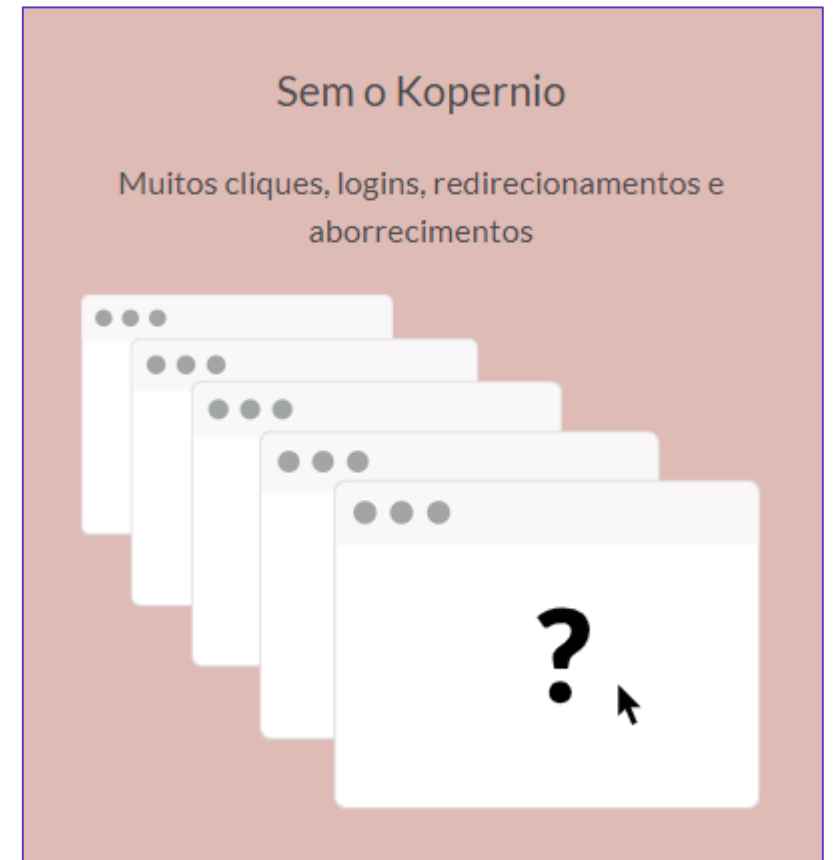 Sem o Kopernio
Muitos cliques, logins, redirecionamentos e
aborrecimentos
?